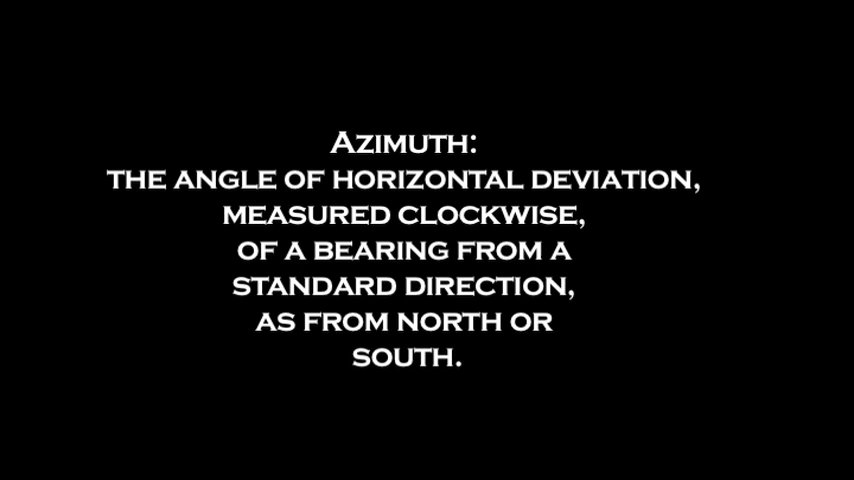 Azimuth:
the angle of horizontal deviation,
measured clockwise,
of a bearing from a
standard direction,
as from north or
south.